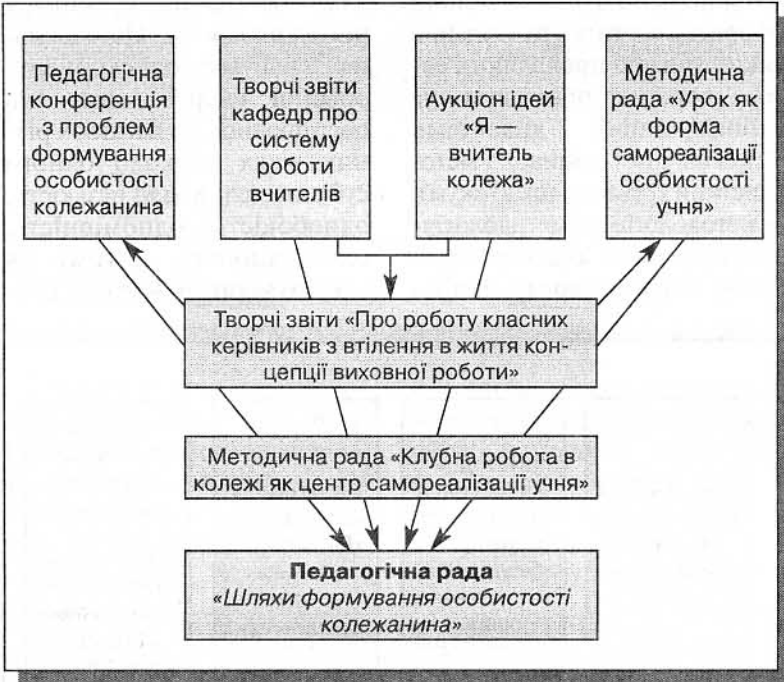 Педагогічна
конференція
з проблем
формування
особистості
колежанина
Творчі звіти
кафедр про
систему
роботи
вчителів
Аукціон ідей
«Я —
вчитель
колежа»
Методична
рада «Урок як
форма
самореалізації
особистості
учня»
Творчі звіти «Про роботу класних
керівників з втілення в життя кон-
цепції виховної роботи»
Методична рада «Клубна робота в
колежі як центр самореалізації учня»
Педагогічна рада
«Шляхи формування особистості
колежанина»